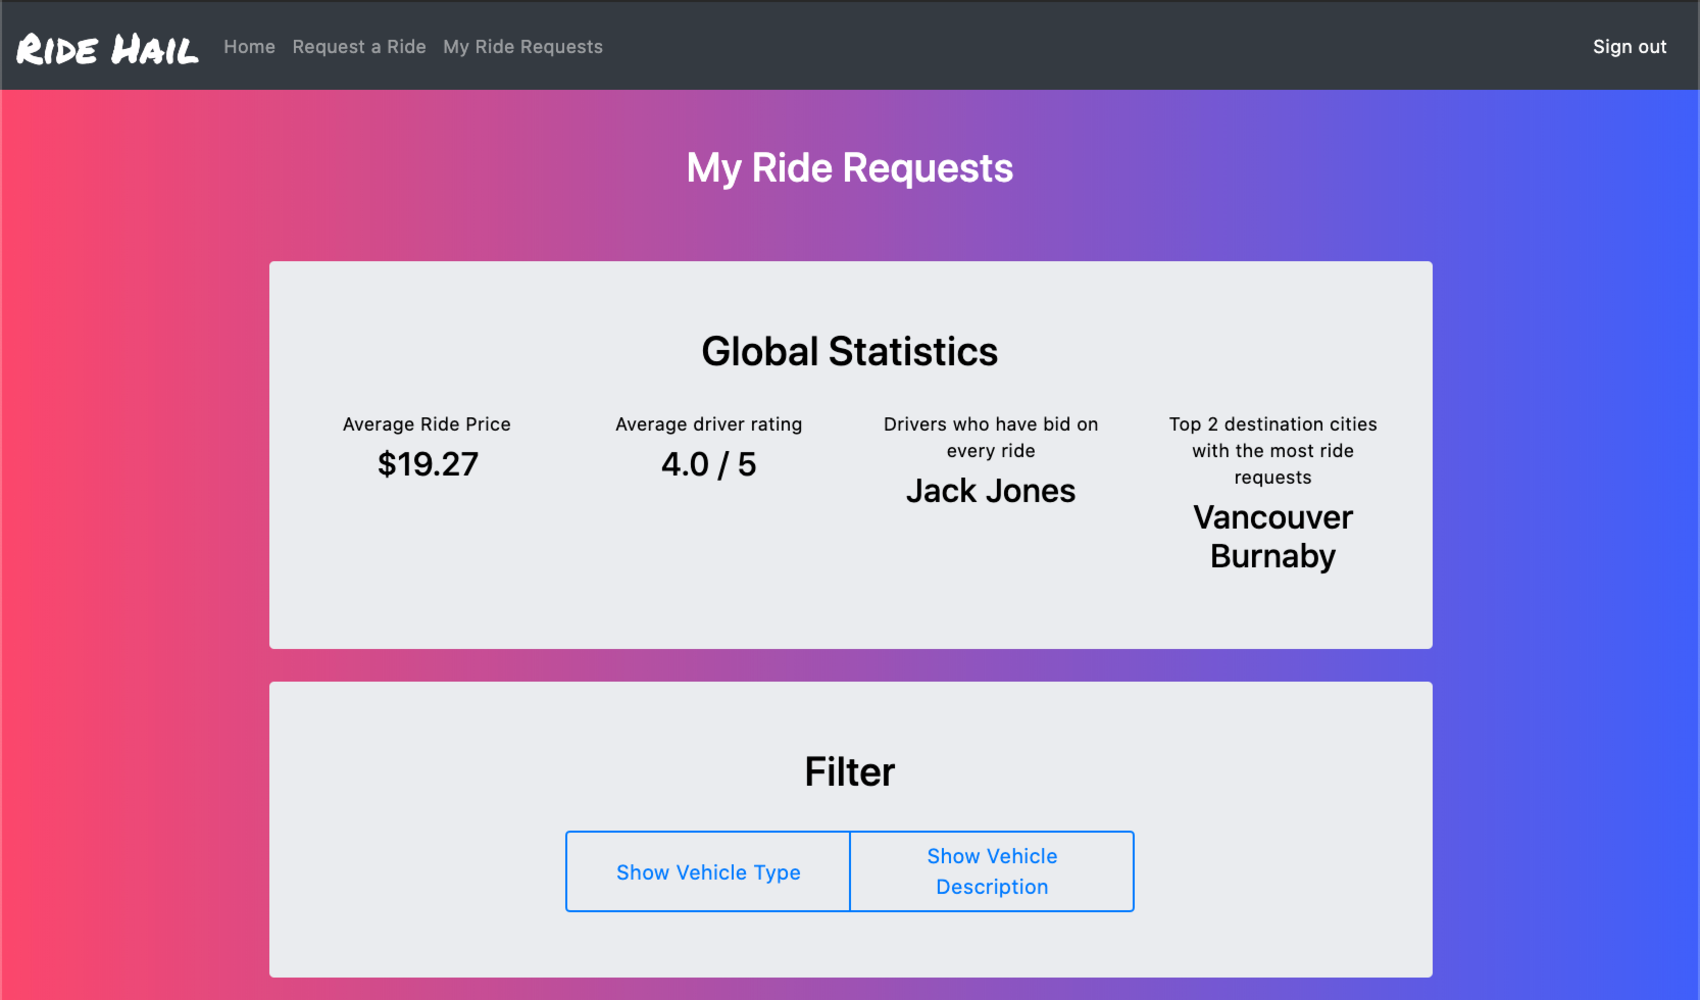 Ride Hail Home Request a Ride My Ride Requests Sign out
My Ride Requests
Global Statistics
Average Ride Price
$19.27
Average driver rating
4.0 / 5
Drivers who have bid on
every ride
Jack Jones
Top 2 destination cities
with the most ride
requests
Vancouver
Burnaby
Filter
Show Vehicle Type
Show Vehicle
Description